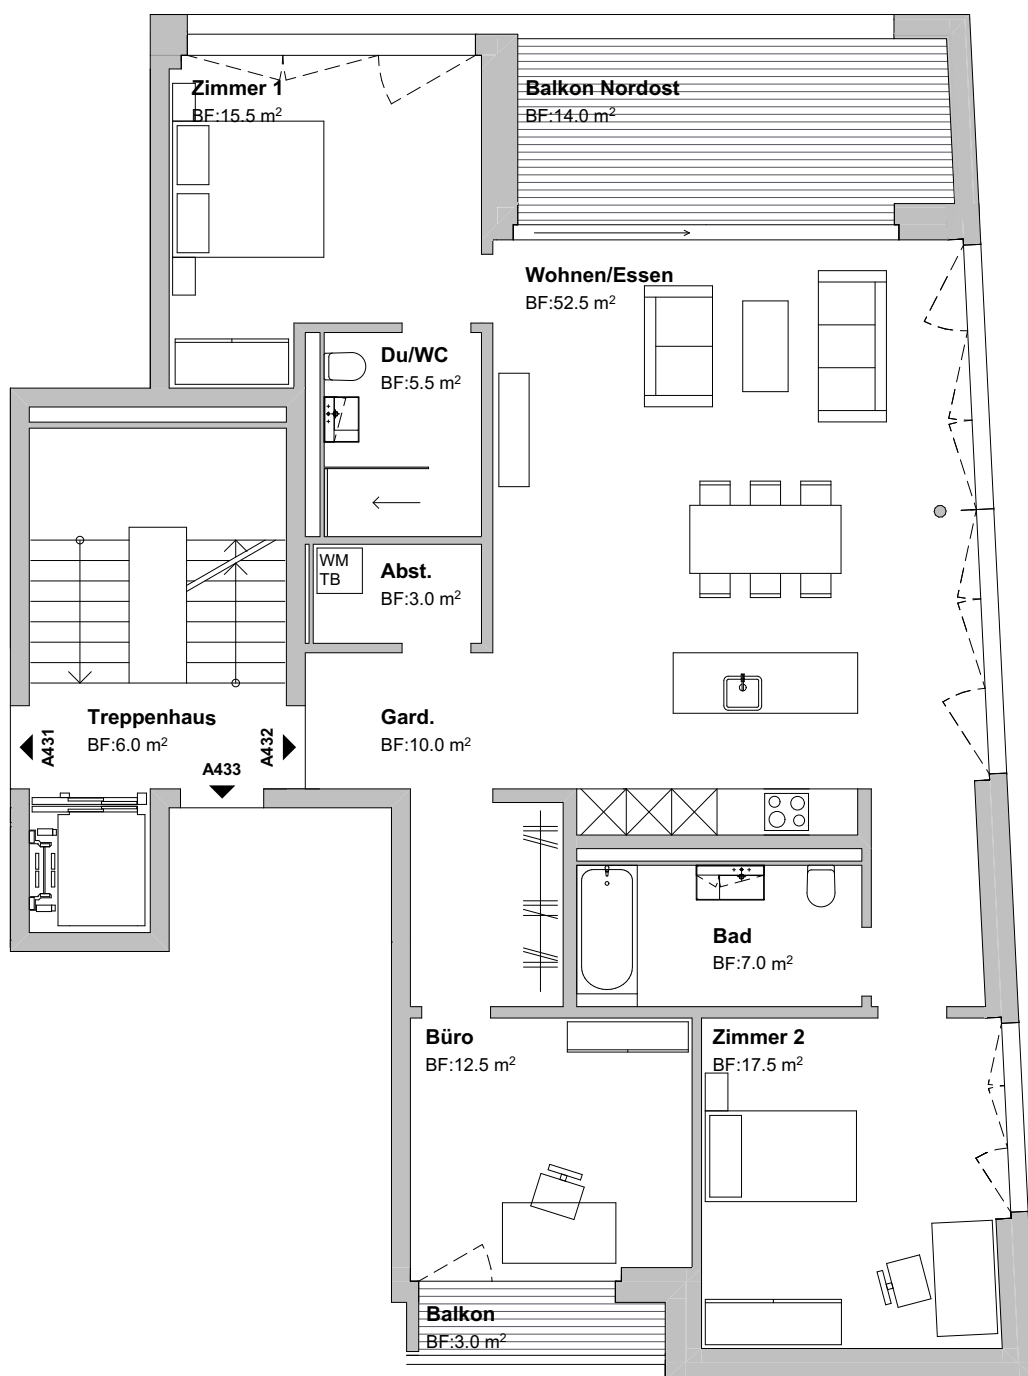 Zimmer 1
BF:15.5 m²
Balkon Nordost
BF:14.0 m²
Wohnen/Essen
BF:52.5 m²
Du/WC
BF:5.5 m²
WM
TB
Abst.
BF:3.0 m²
Treppenhaus
BF:6.0 m²
A431
A432
A433
Gard.
BF:10.0 m²
Bad
BF:7.0 m²
Büro
BF:12.5 m²
Zimmer 2
BF:17.5 m²
Balkon
BF:3.0 m²